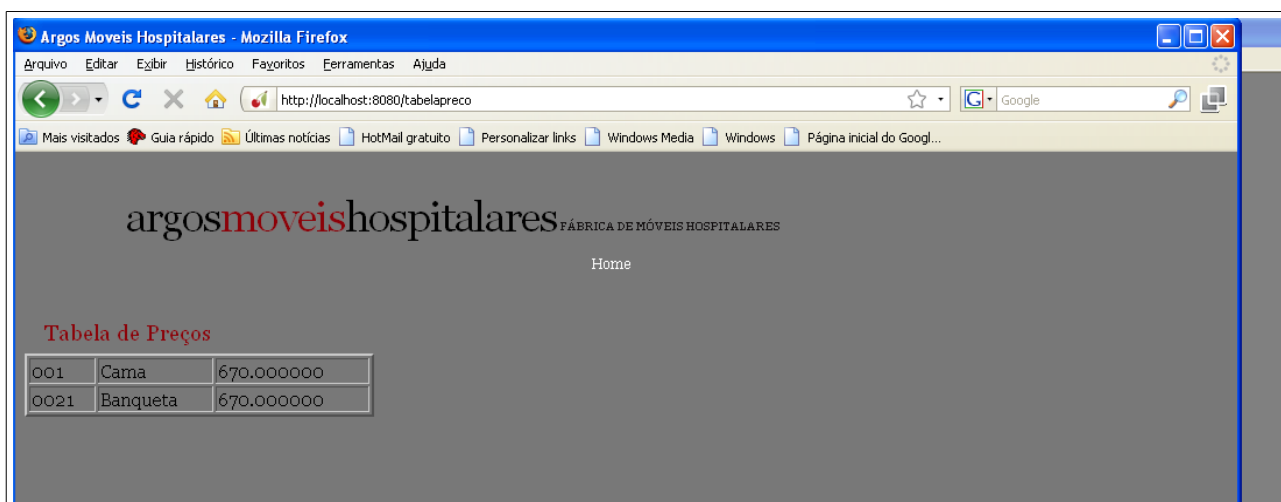 Argos Moveis Hospitalares - Mozilla Firefox
Arquivo Editar Exibir Histórico Favoritos Ferramentas Ajuda
http://localhost:8080/tabelapreco
Google
Mais visitados Guia rápido Últimas notícias HotMail gratuito Personalizar links Windows Media Windows Página inicial do Googl...
argosmoveishospitalares FÁBRICA DE MÓVEIS HOSPITALARES
Home
Tabela de Preços
001 Cama 670.000000
0021 Banqueta 670.000000